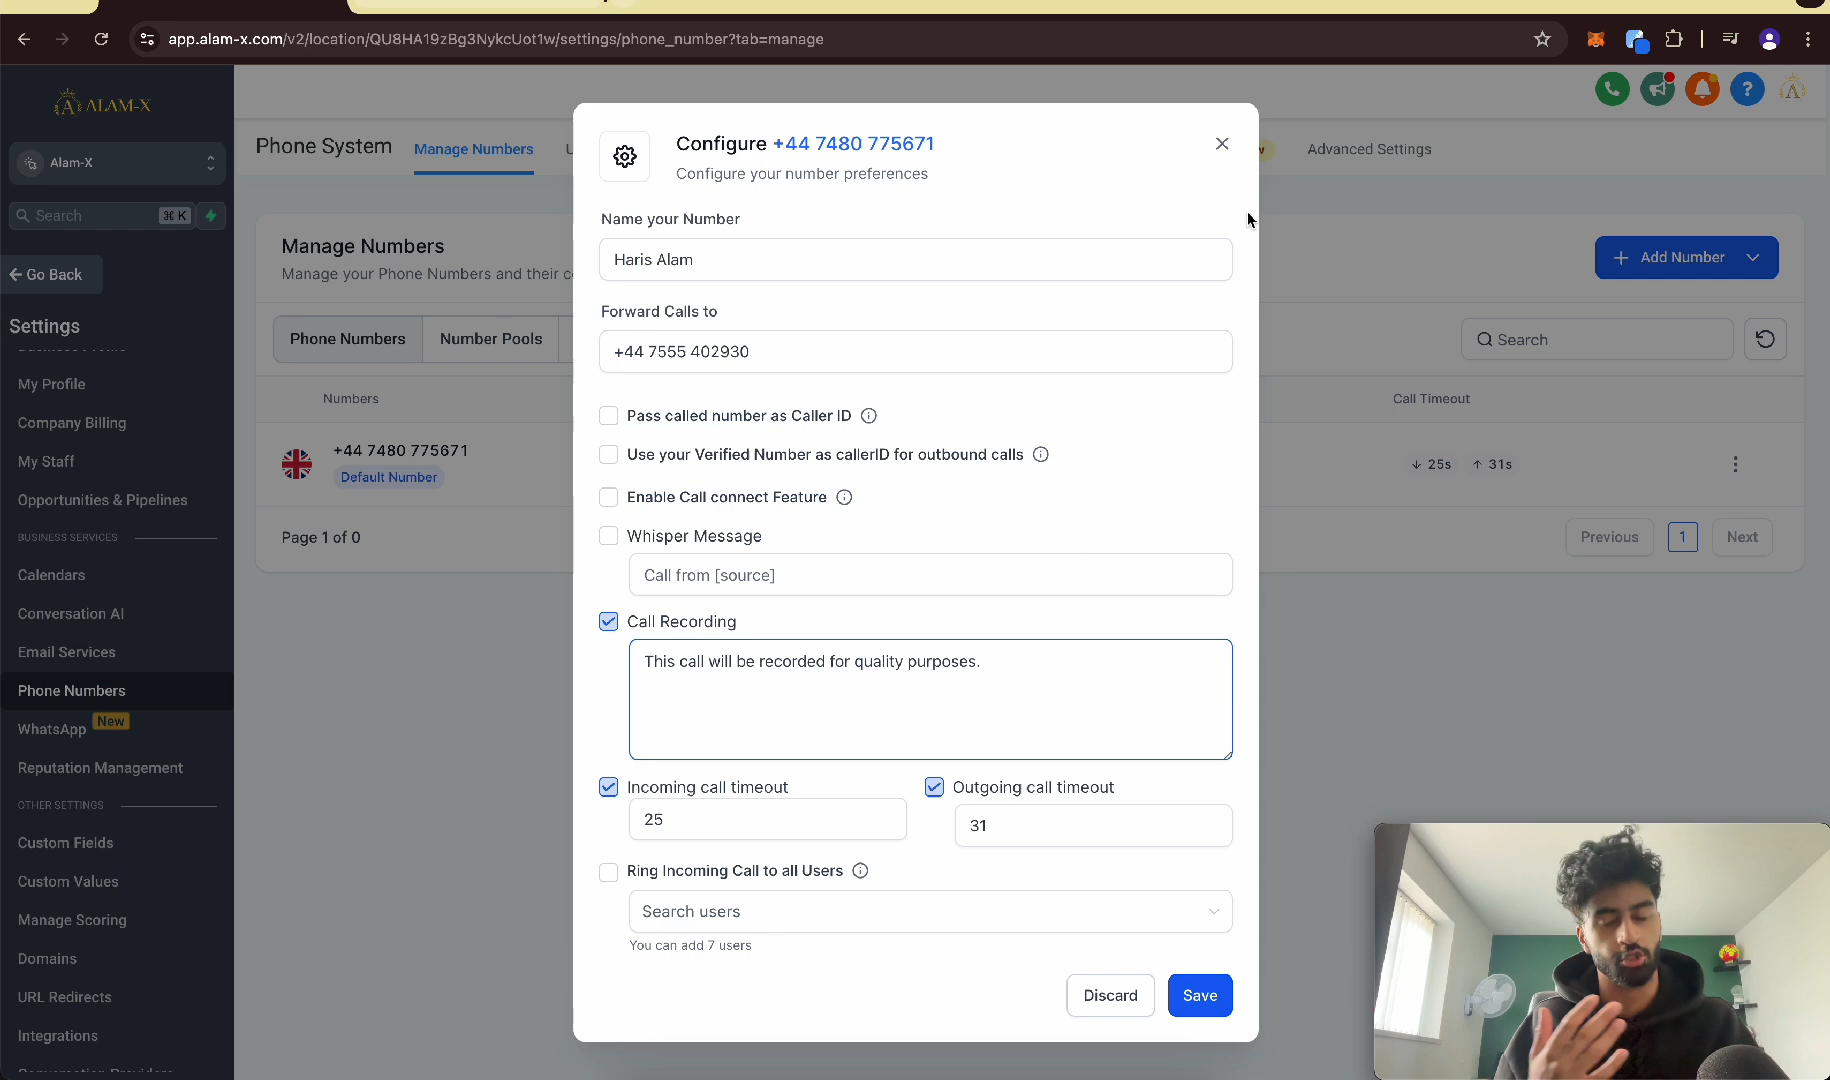 app.alam-x.com/v2/location/QU8HA19zBg3NykcUot1w/settings/phone_number?tab=manage
ALAM-X
Alam-X
Search
⌘ K
Go Back
Settings
My Profile
Company Billing
My Staff
Opportunities & Pipelines
BUSINESS SERVICES
Calendars
Conversation AI
Email Services
Phone Numbers
WhatsApp New
Reputation Management
OTHER SETTINGS
Custom Fields
Custom Values
Manage Scoring
Domains
URL Redirects
Integrations
Phone System
Manage Numbers
Advanced Settings
Manage Numbers
Manage your Phone Numbers and their
Add Number
Phone Numbers
Number Pools
Search
Numbers
Call Timeout
+44 7480 775671
Default Number
↓ 25s ↑ 31s
Page 1 of 0
Previous
1
Next
Configure +44 7480 775671
Configure your number preferences
Name your Number
Haris Alam
Forward Calls to
+44 7555 402930
Pass called number as Caller ID
Use your Verified Number as callerID for outbound calls
Enable Call connect Feature
Whisper Message
Call from [source]
Call Recording
This call will be recorded for quality purposes.
Incoming call timeout
25
Outgoing call timeout
31
Ring Incoming Call to all Users
Search users
You can add 7 users
Discard
Save